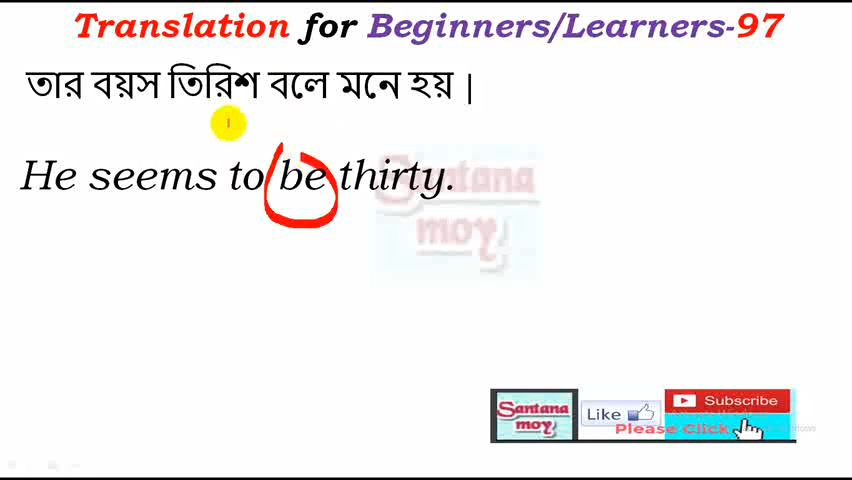 Translation for Beginners/Learners-97
তার বয়স তিরিশ বলে মনে হয় |
He seems to be thirty.
Santana
moy
Santana
moy
Like
Subscribe
Please Click